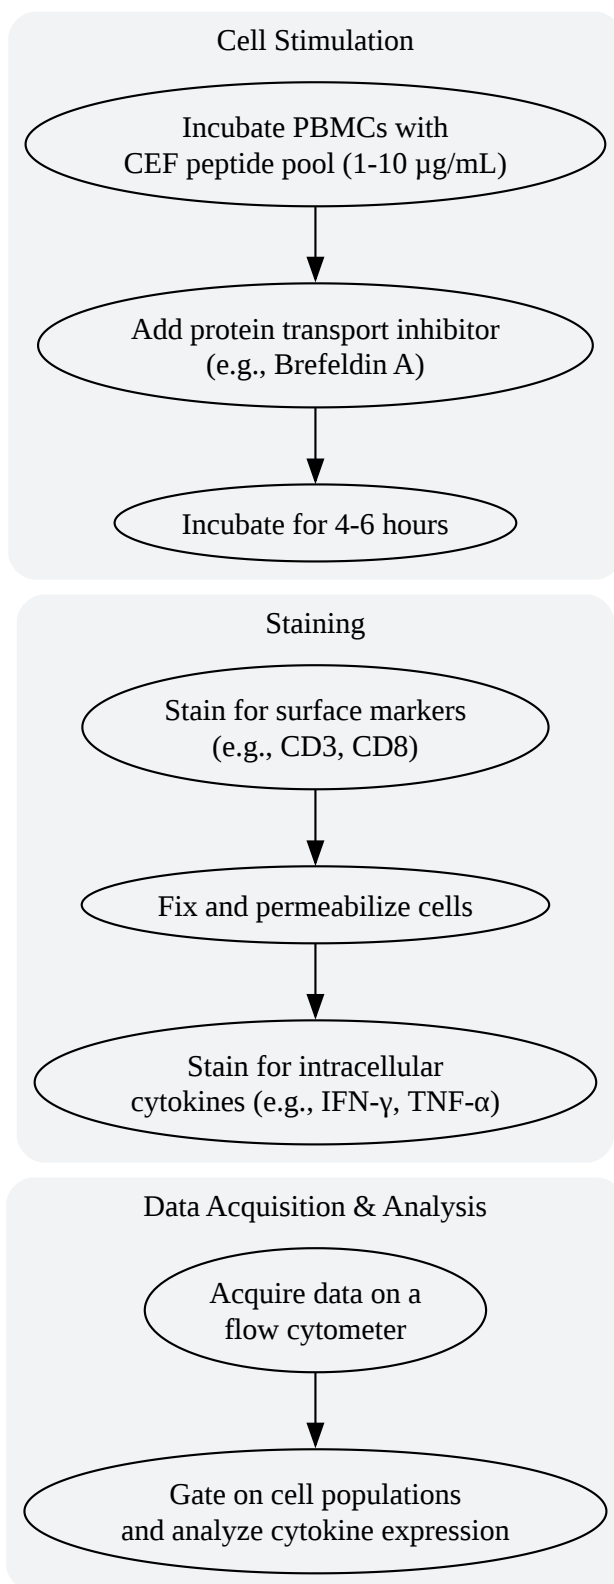 Cell Stimulation
Incubate PBMCs with
CEF peptide pool (1-10 µg/mL)
Add protein transport inhibitor
(e.g., Brefeldin A)
Incubate for 4-6 hours
Staining
Stain for surface markers
(e.g., CD3, CD8)
Fix and permeabilize cells
Stain for intracellular
cytokines (e.g., IFN-γ, TNF-α)
Data Acquisition & Analysis
Acquire data on a
flow cytometer
Gate on cell populations
and analyze cytokine expression